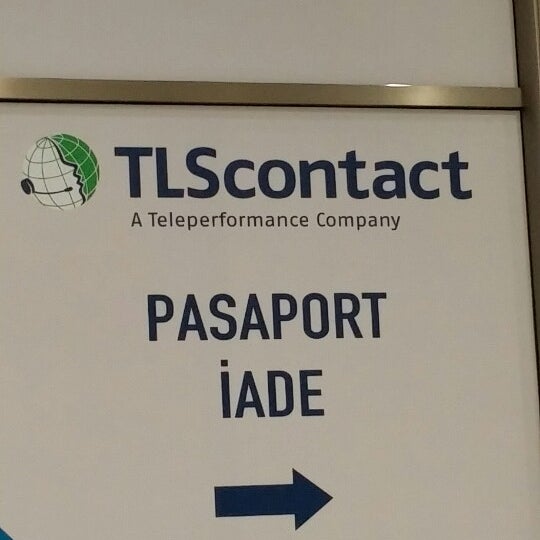 TLScontact
A Teleperformance Company
PASAPORT
İADE